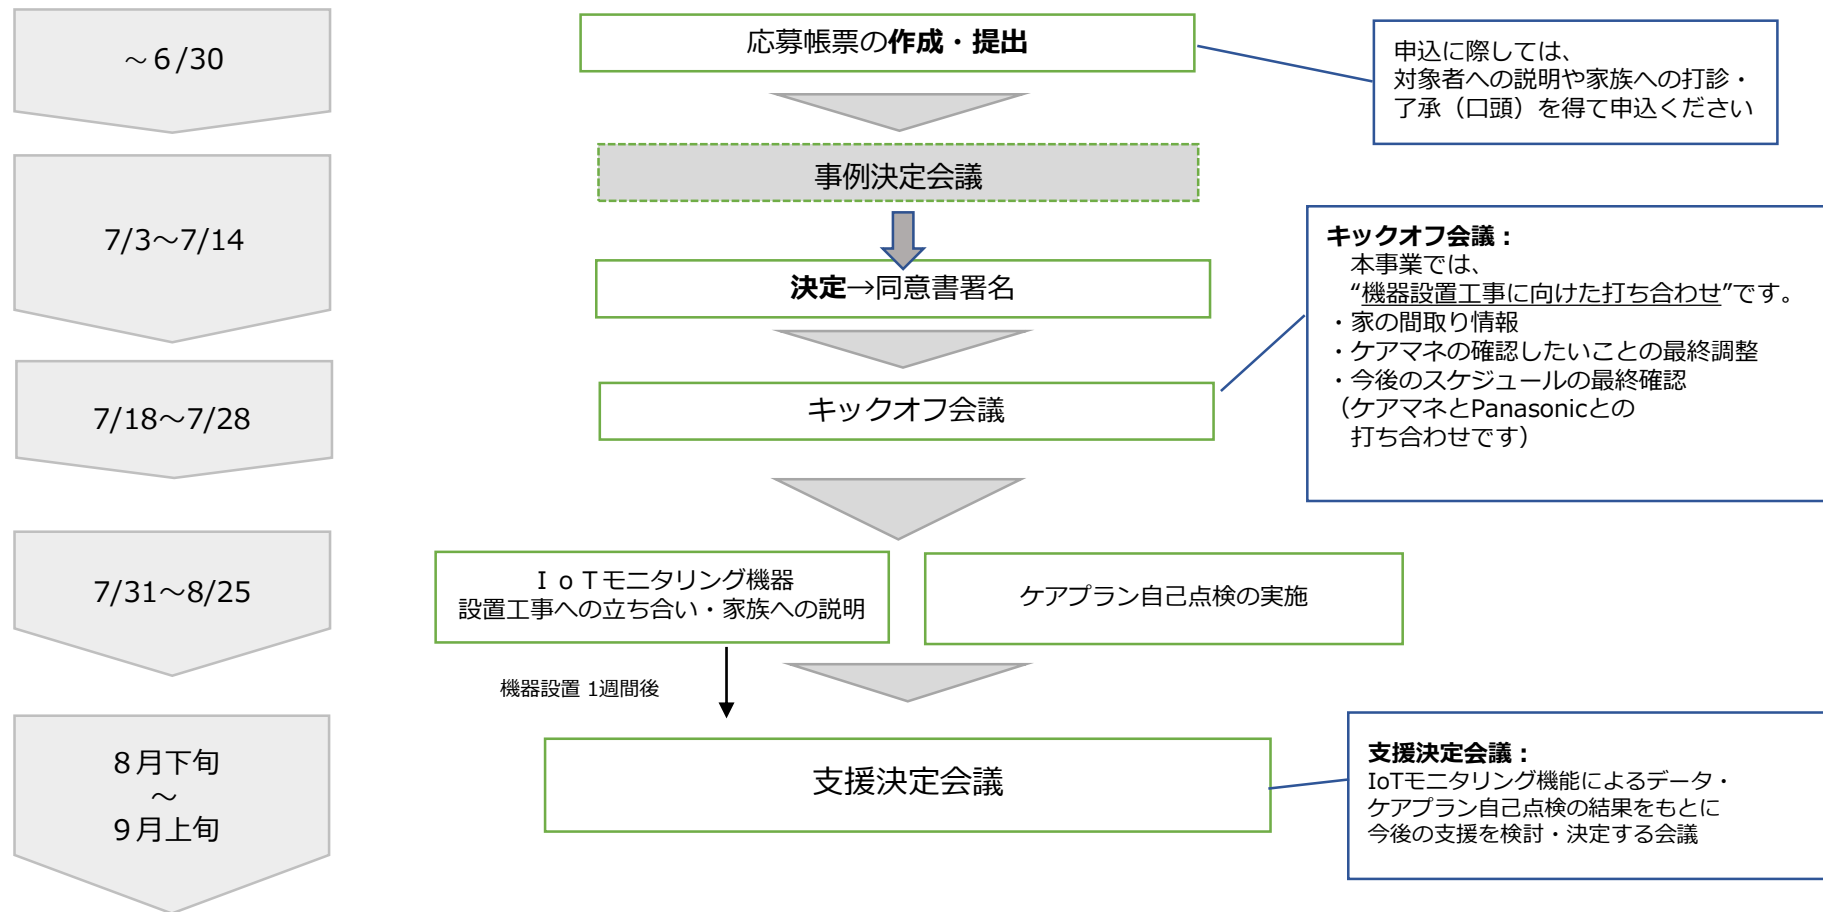 ～６/30
応募帳票の作成・提出
申込に際しては、
対象者への説明や家族への打診・
了承（口頭）を得て申込ください
7/3～7/14
事例決定会議
決定→同意書署名
キックオフ会議：
本事業では、
“機器設置工事に向けた打ち合わせ”です。
・家の間取り情報
・ケアマネの確認したいことの最終調整
・今後のスケジュールの最終確認
（ケアマネとPanasonicとの
打ち合わせです）
7/18～7/28
キックオフ会議
7/31～8/25
ＩｏＴモニタリング機器
設置工事への立ち合い・家族への説明
ケアプラン自己点検の実施
機器設置 1週間後
８月下旬
～
９月上旬
支援決定会議
支援決定会議：
IoTモニタリング機能によるデータ・
ケアプラン自己点検の結果をもとに
今後の支援を検討・決定する会議